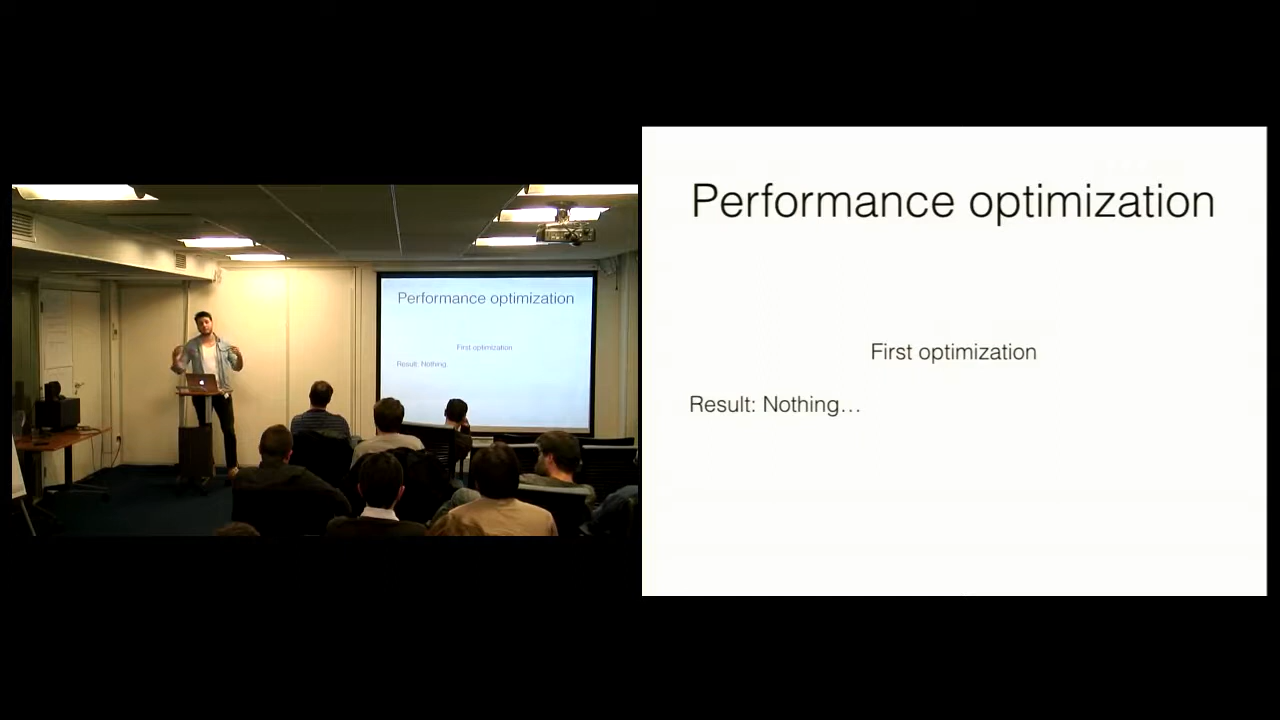 Performance optimization
First optimization
Result: Nothing...
Performance optimization
First optimization
Result: Nothing…